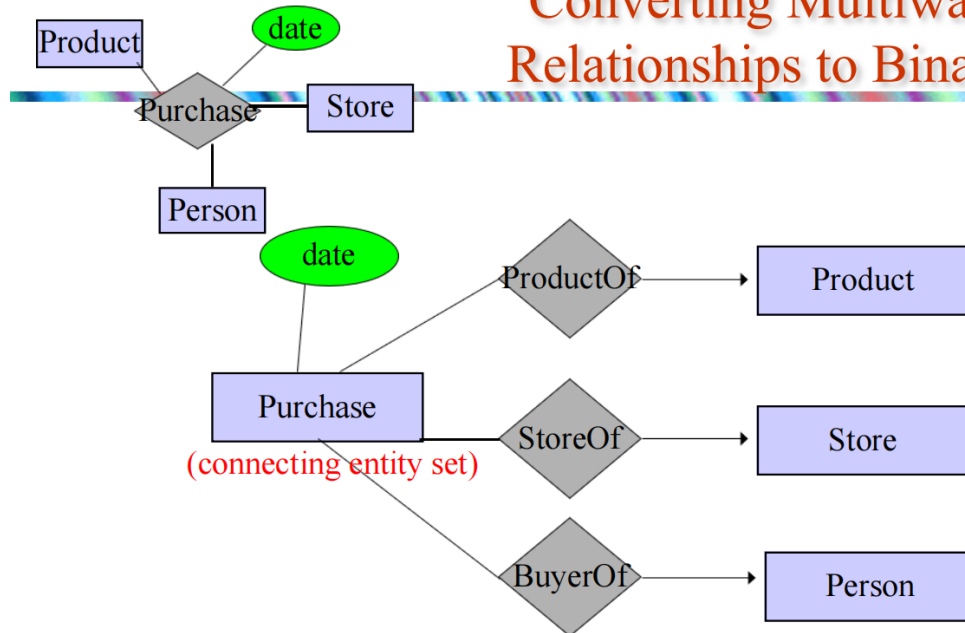 Converting Multiwa
Relationships to Bina
Product
date
Purchase
Store
Person
date
ProductOf
Product
Purchase
(connecting entity set)
StoreOf
Store
BuyerOf
Person